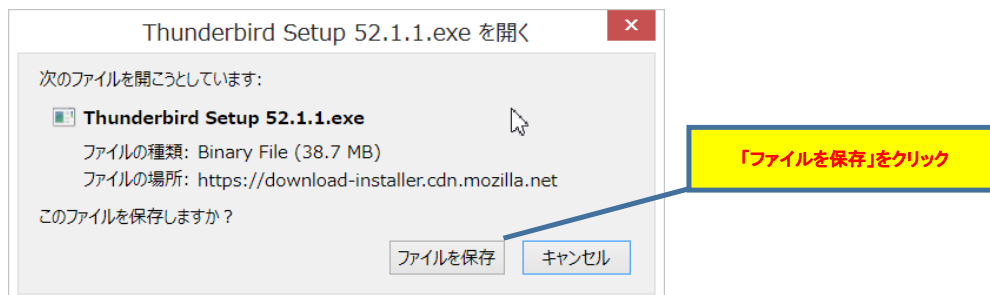 Thunderbird Setup 52.1.1.exe を開く
次のファイルを開こうとしています:
Thunderbird Setup 52.1.1.exe
ファイルの種類: Binary File (38.7 MB)
ファイルの場所: https://download-installer.cdn.mozilla.net
このファイルを保存しますか？
ファイルを保存 キャンセル
「ファイルを保存」をクリック